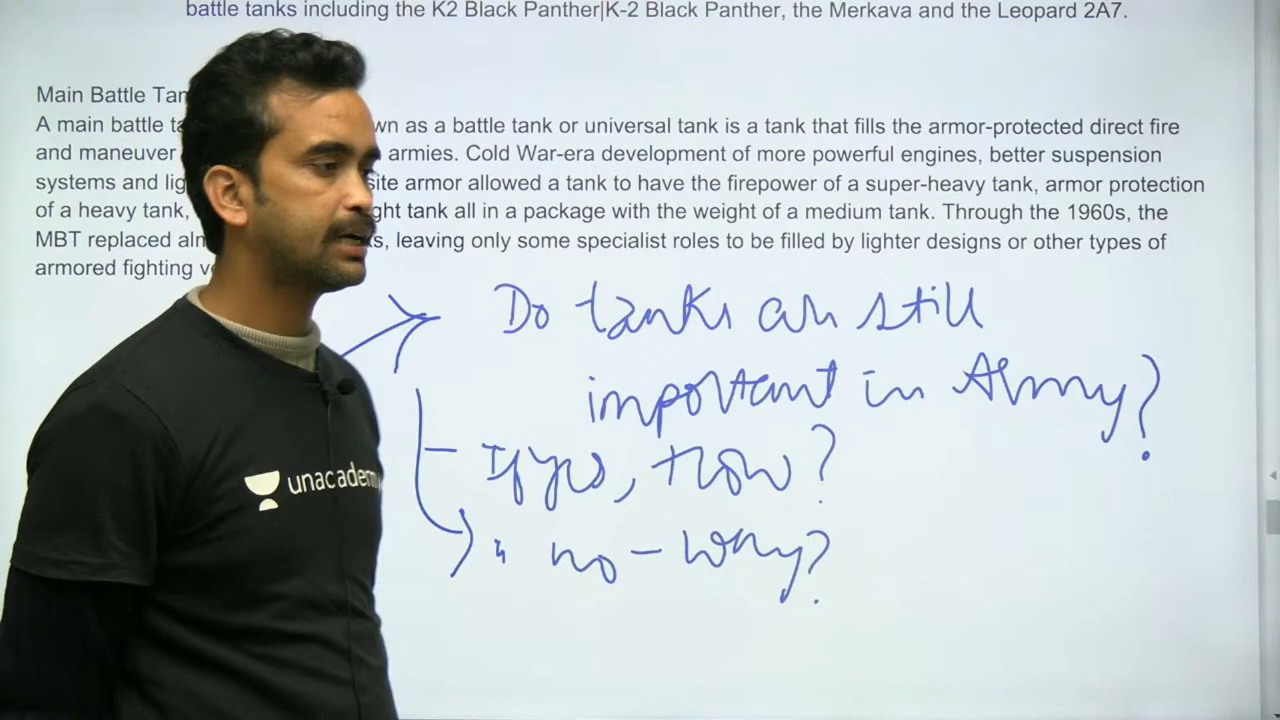 battle tanks including the K2 Black Panther|K-2 Black Panther, the Merkava and the Leopard 2A7.
Main Battle Tan
A main battle ta wn as a battle tank or universal tank is a tank that fills the armor-protected direct fire
and maneuver armies. Cold War-era development of more powerful engines, better suspension
systems and lig site armor allowed a tank to have the firepower of a super-heavy tank, armor protection
of a heavy tank, ght tank all in a package with the weight of a medium tank. Through the 1960s, the
MBT replaced alm s, leaving only some specialist roles to be filled by lighter designs or other types of
armored fighting ve
Do tanks are still
important in Army?
If yes, How?
no - why?
unacademy